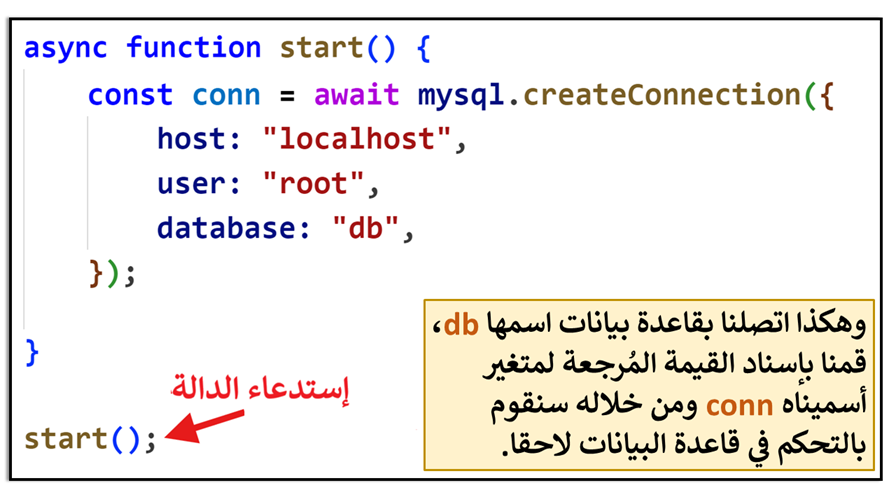 async function start() {
const conn = await mysql.createConnection({
host: "localhost",
user: "root",
database: "db",
});
}
إستدعاء الدالة
start();
وهكذا اتصلنا بقاعدة بيانات اسمها db،
قمنا بإسناد القيمة المُرجعة لمتغير
أسميناه conn ومن خلاله سنقوم
بالتحكم في قاعدة البيانات لاحقا.